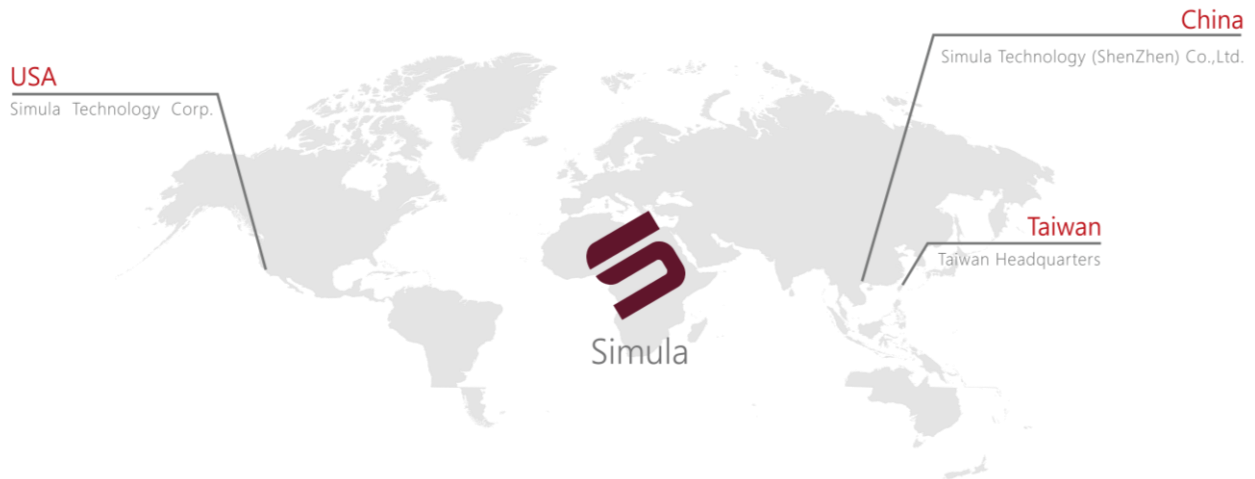 China
Simula Technology (ShenZhen) Co.,Ltd.
USA
Simula Technology Corp.
Taiwan
Taiwan Headquarters
Simula